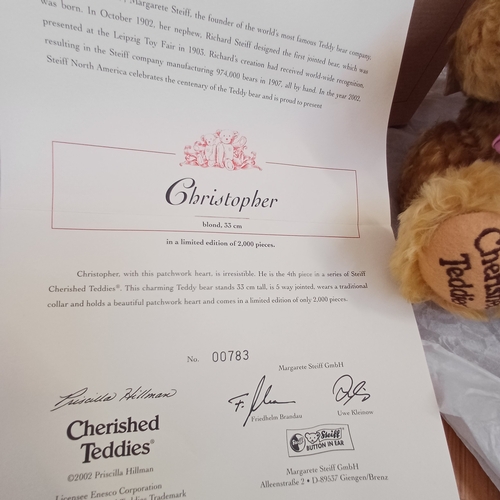 Margarete Steiff, the founder of the world's most famous Teddy bear company,
was born. In October 1902, her nephew, Richard Steiff designed the first jointed bear, which was
presented at the Leipzig Toy Fair in 1903. Richard's creation had received world-wide recognition,
resulting in the Steiff company manufacturing 974,000 bears in 1907, all by hand. In the year 2002,
Steiff North America celebrates the centenary of the Teddy bear and is proud to present
Christopher
blond, 33 cm
in a limited edition of 2,000 pieces.
Christopher, with this patchwork heart, is irresistible. He is the 4th piece in a series of Steiff
Cherished Teddies®. This charming Teddy bear stands 33 cm tall, is 5 way jointed, wears a traditional
collar and holds a beautiful patchwork heart and comes in a limited edition of only 2,000 pieces.
No. 00783
Margarete Steiff GmbH
Priscilla Hillman
Friedhelm Brandau
Uwe Kleinow
Cherished
Teddies®
Steiff
BUTTON IN EAR
©2002 Priscilla Hillman
Licensee Enesco Corporation
Margarete Steiff GmbH
Alleenstraße 2 • D-89537 Giengen/Brenz
Teddies